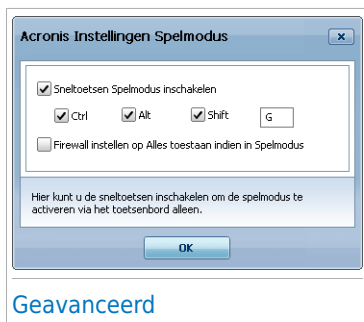 Acronis Instellingen Spelmodus
Sneltoetsen Spelmodus inschakelen
Ctrl Alt Shift G
Firewall instellen op Alles toestaan indien in Spelmodus
Hier kunt u de sneltoetsen inschakelen om de spelmodus te
activeren via het toetsenbord alleen.
OK
Geavanceerd